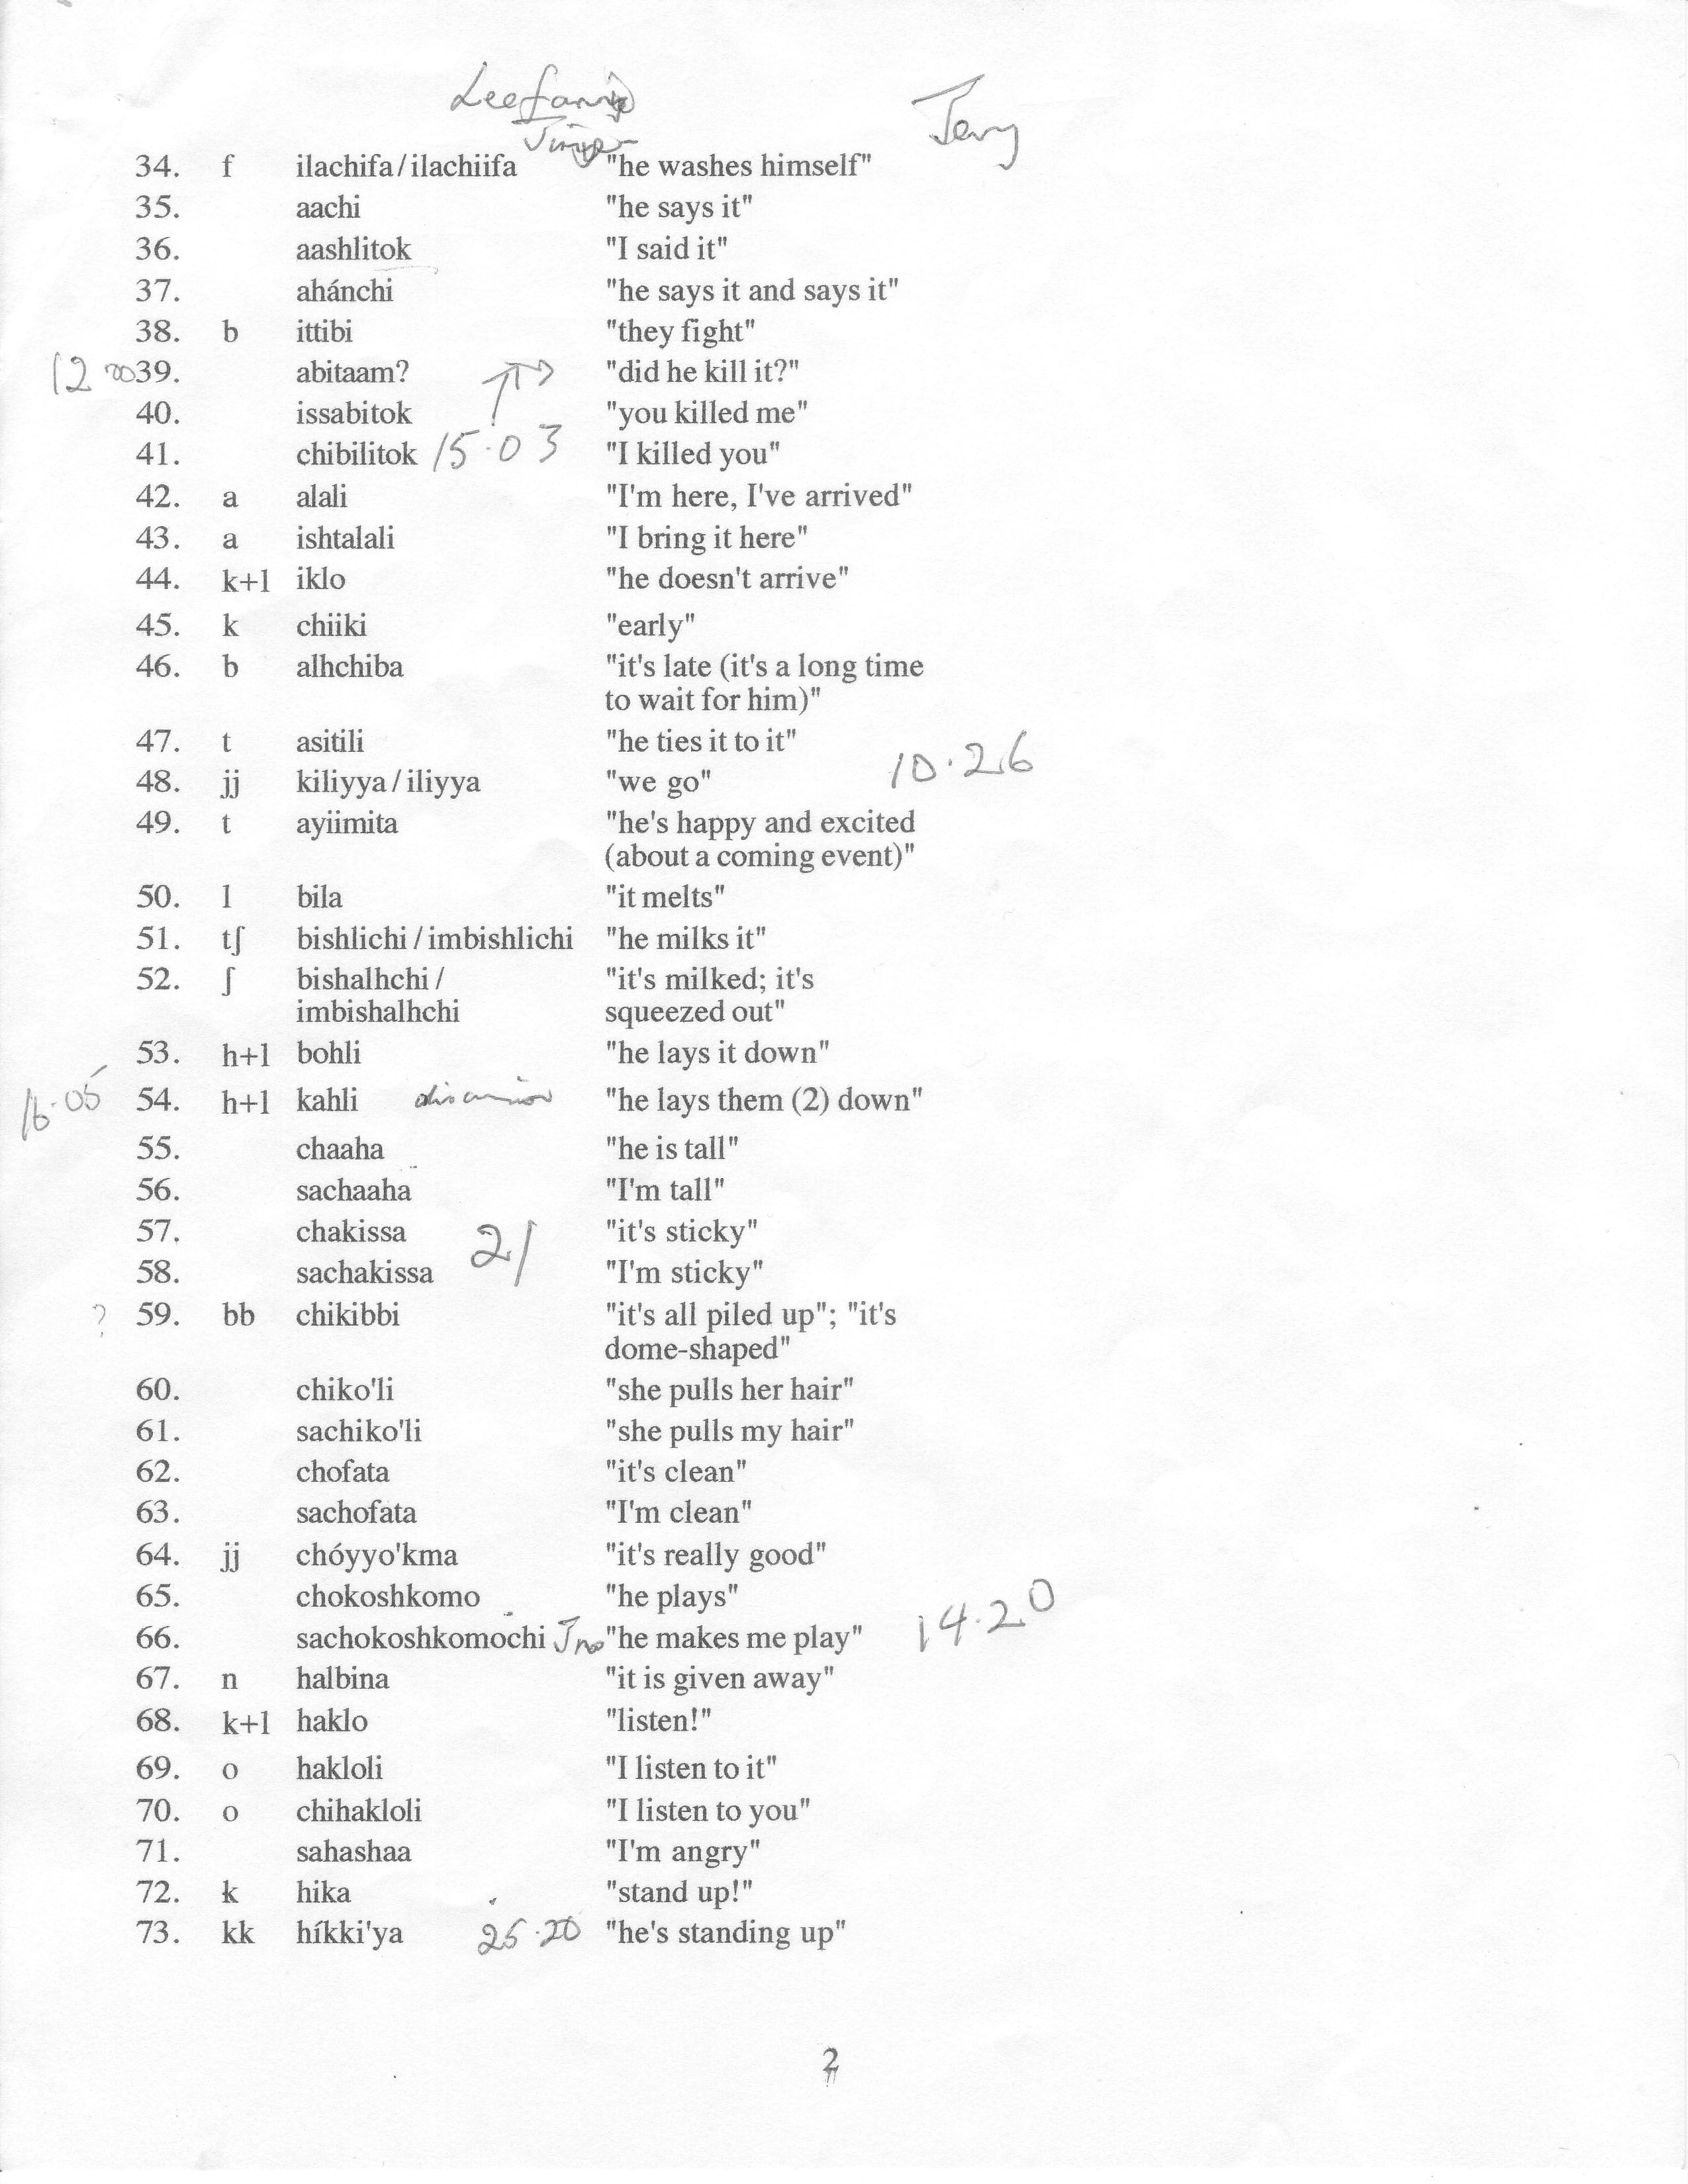 34. f ilachifa / ilachiifa "he washes himself"
35. aachi "he says it"
36. aashlitok "I said it"
37. ahánchi "he says it and says it"
38. b ittibi "they fight"
39. abitaam? "did he kill it?"
40. issabitok "you killed me"
41. chibilitok 15.03 "I killed you"
42. a alali "I'm here, I've arrived"
43. a ishtalali "I bring it here"
44. k+l iklo "he doesn't arrive"
45. k chiiki "early"
46. b alhchiba "it's late (it's a long time
to wait for him)"
47. t asitili "he ties it to it"
10.26
48. jj kiliyya / iliyya "we go"
49. t ayiimita "he's happy and excited
(about a coming event)"
50. l bila "it melts"
51. tʃ bishlichi / imbishlichi "he milks it"
52. ʃ bishalhchi / "it's milked; it's
imbishalhchi squeezed out"
53. h+l bohli "he lays it down"
16.05 54. h+l kahli "he lays them (2) down"
55. chaaha "he is tall"
56. sachaaha "I'm tall"
57. chakissa "it's sticky"
21
58. sachakissa "I'm sticky"
? 59. bb chikibbi "it's all piled up"; "it's
dome-shaped"
60. chiko'li "she pulls her hair"
61. sachiko'li "she pulls my hair"
62. chofata "it's clean"
63. sachofata "I'm clean"
64. jj chóyyo'kma "it's really good"
65. chokoshkomo "he plays"
66. sachokoshkomochi J no "he makes me play" 14.20
67. n halbina "it is given away"
68. k+l haklo "listen!"
69. o hakloli "I listen to it"
70. o chihakloli "I listen to you"
71. sahashaa "I'm angry"
72. k hika "stand up!"
73. kk híkki'ya 25.20 "he's standing up"
2